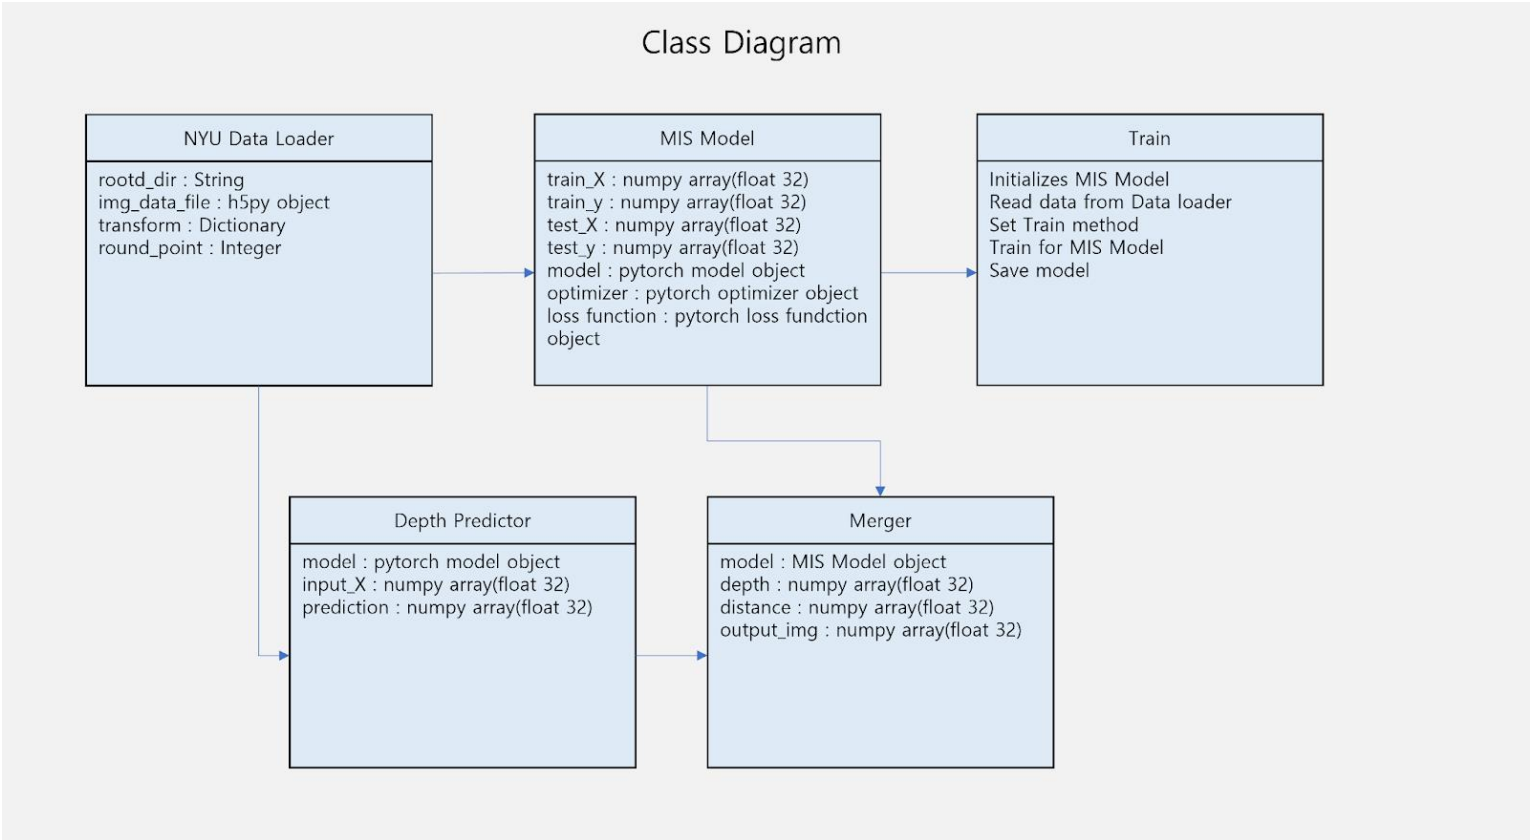 Class Diagram
NYU Data Loader
rootd_dir : String
img_data_file : h5py object
transform : Dictionary
round_point : Integer
MIS Model
train_X : numpy array(float 32)
train_y : numpy array(float 32)
test_X : numpy array(float 32)
test_y : numpy array(float 32)
model : pytorch model object
optimizer : pytorch optimizer object
loss function : pytorch loss fundction
object
Train
Initializes MIS Model
Read data from Data loader
Set Train method
Train for MIS Model
Save model
Depth Predictor
model : pytorch model object
input_X : numpy array(float 32)
prediction : numpy array(float 32)
Merger
model : MIS Model object
depth : numpy array(float 32)
distance : numpy array(float 32)
output_img : numpy array(float 32)